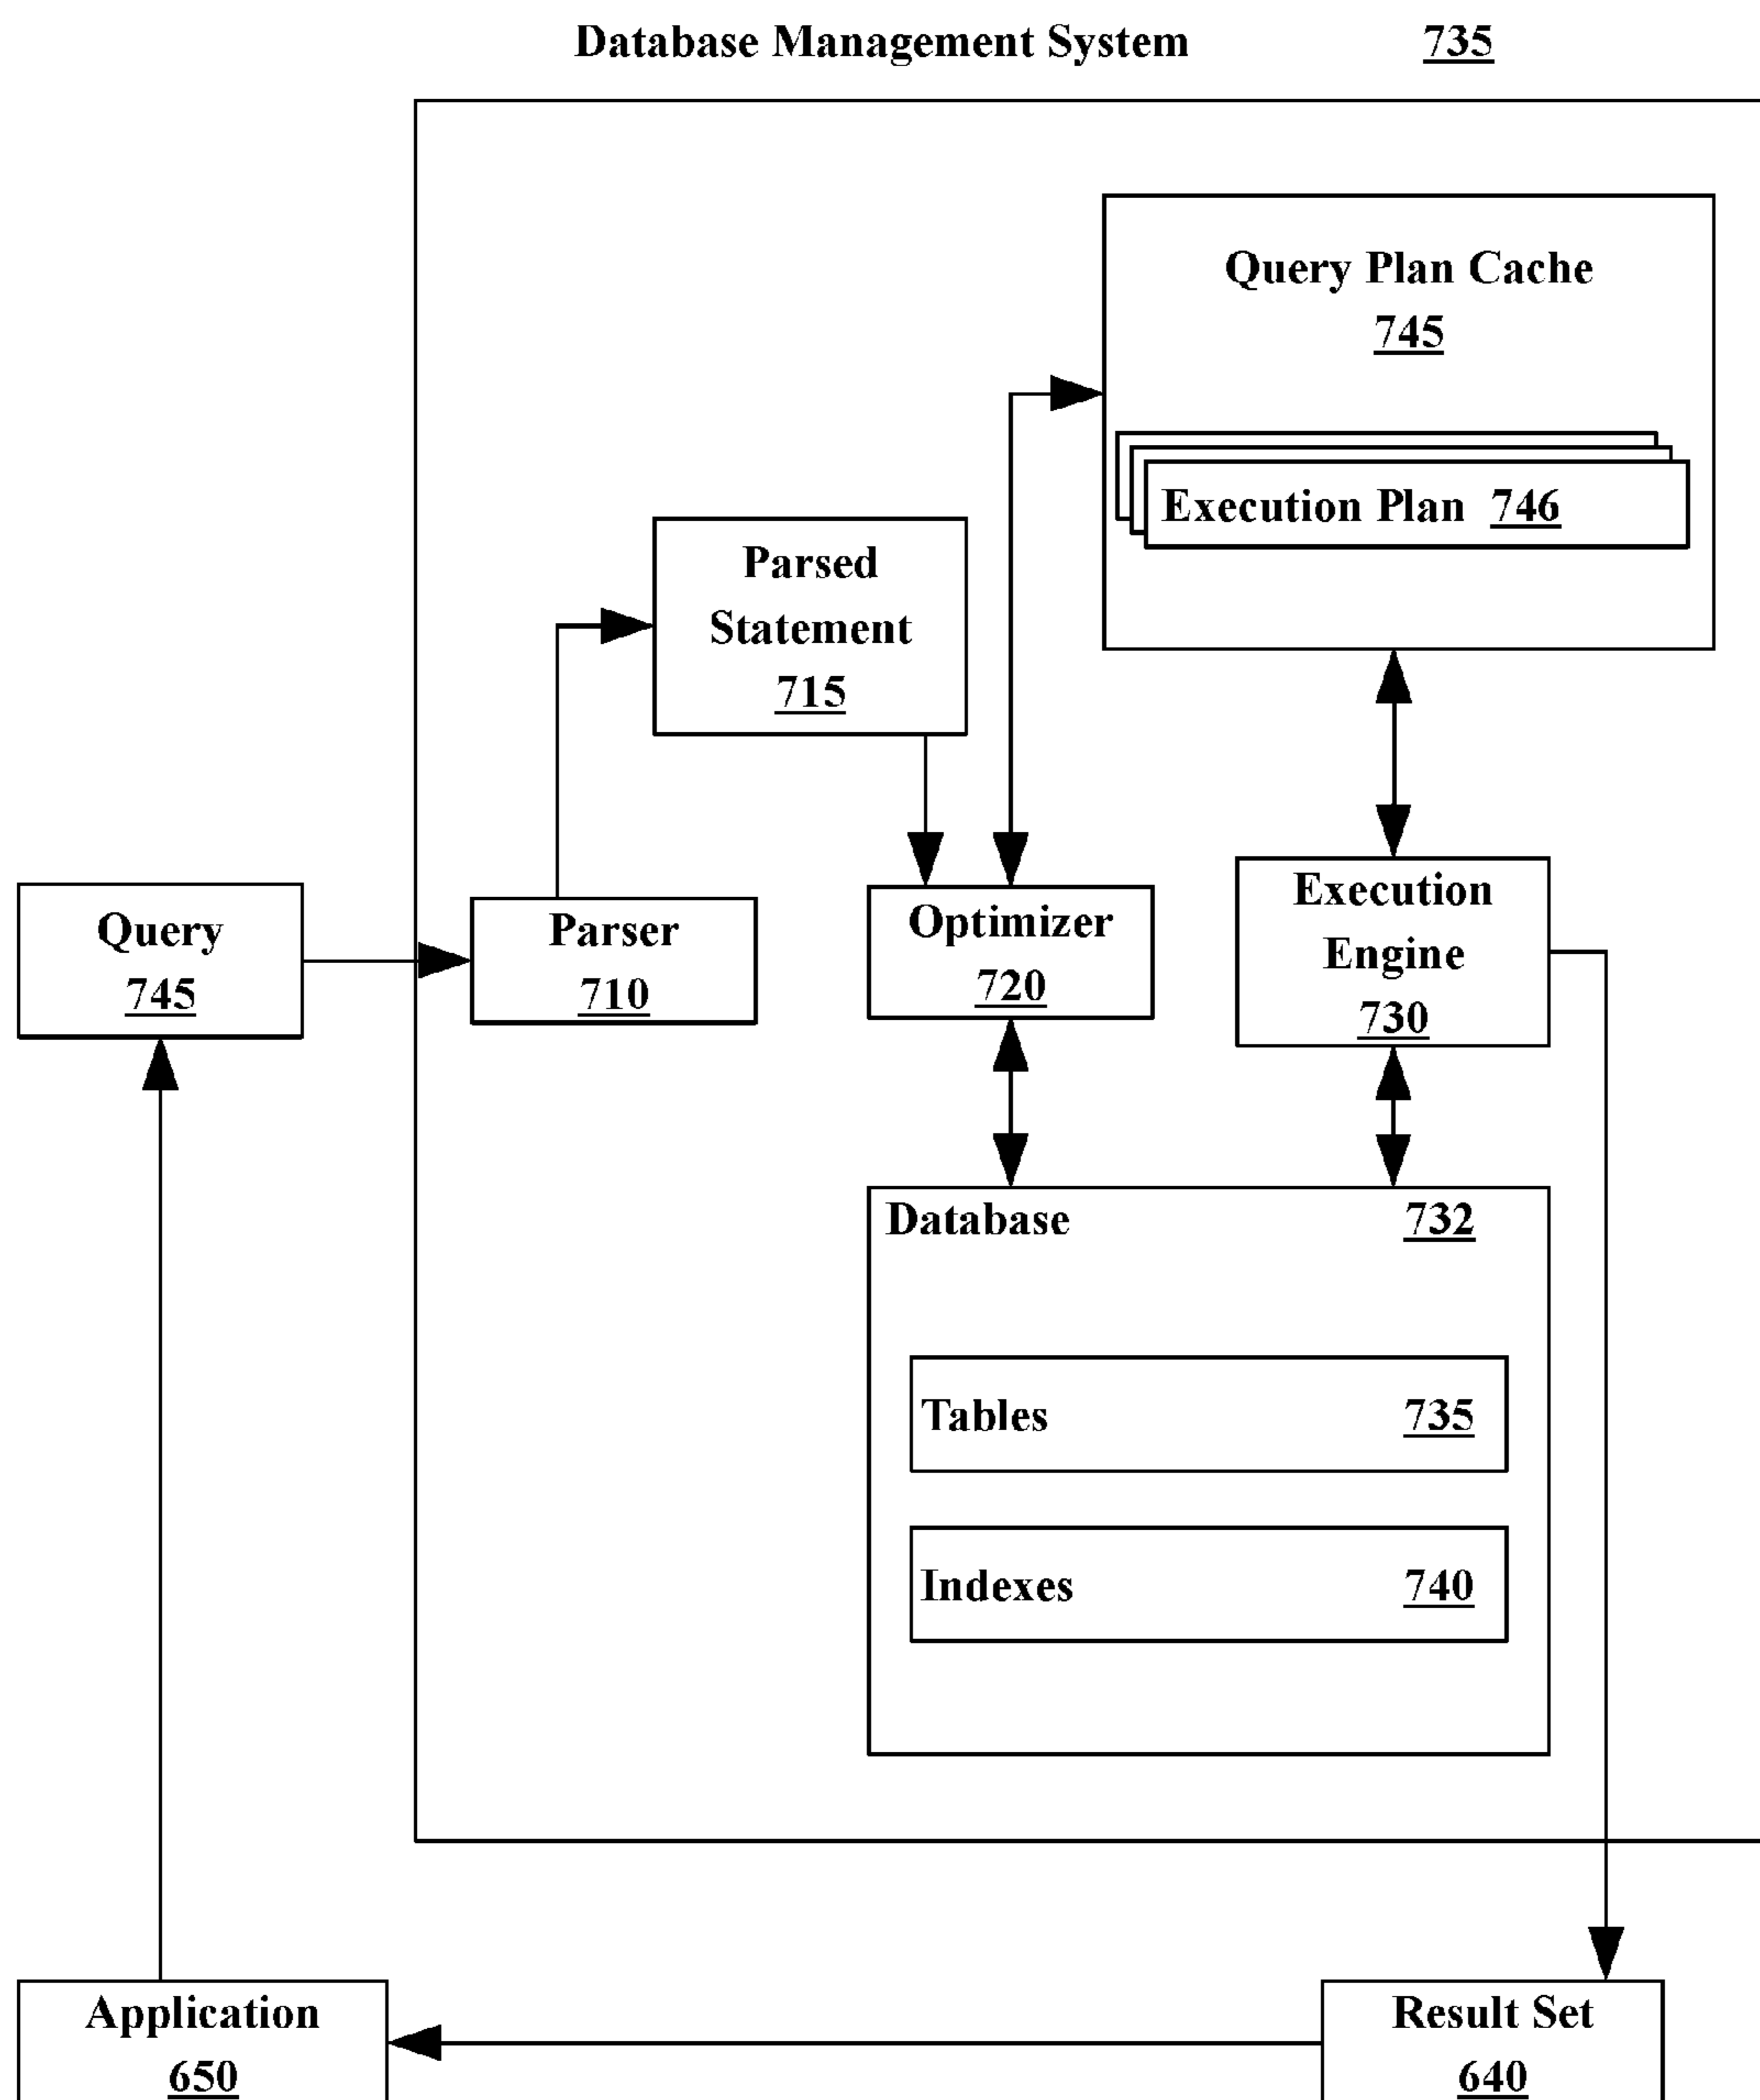 Database Management System 735
Query Plan Cache
745
Execution Plan 746
Parsed
Statement
715
Query
745
Parser
710
Optimizer
720
Execution
Engine
730
Database 732
Tables 735
Indexes 740
Application
650
Result Set
640